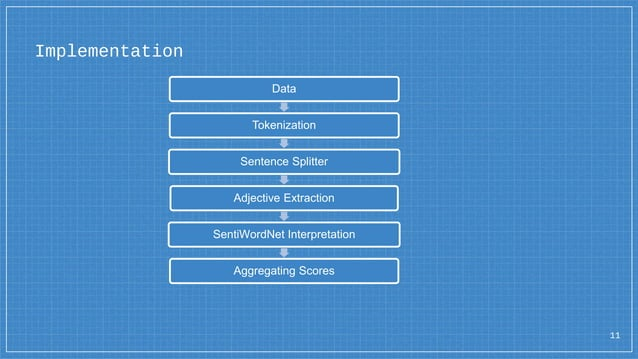 Implementation
Data
Tokenization
Sentence Splitter
Adjective Extraction
SentiWordNet Interpretation
Aggregating Scores
11